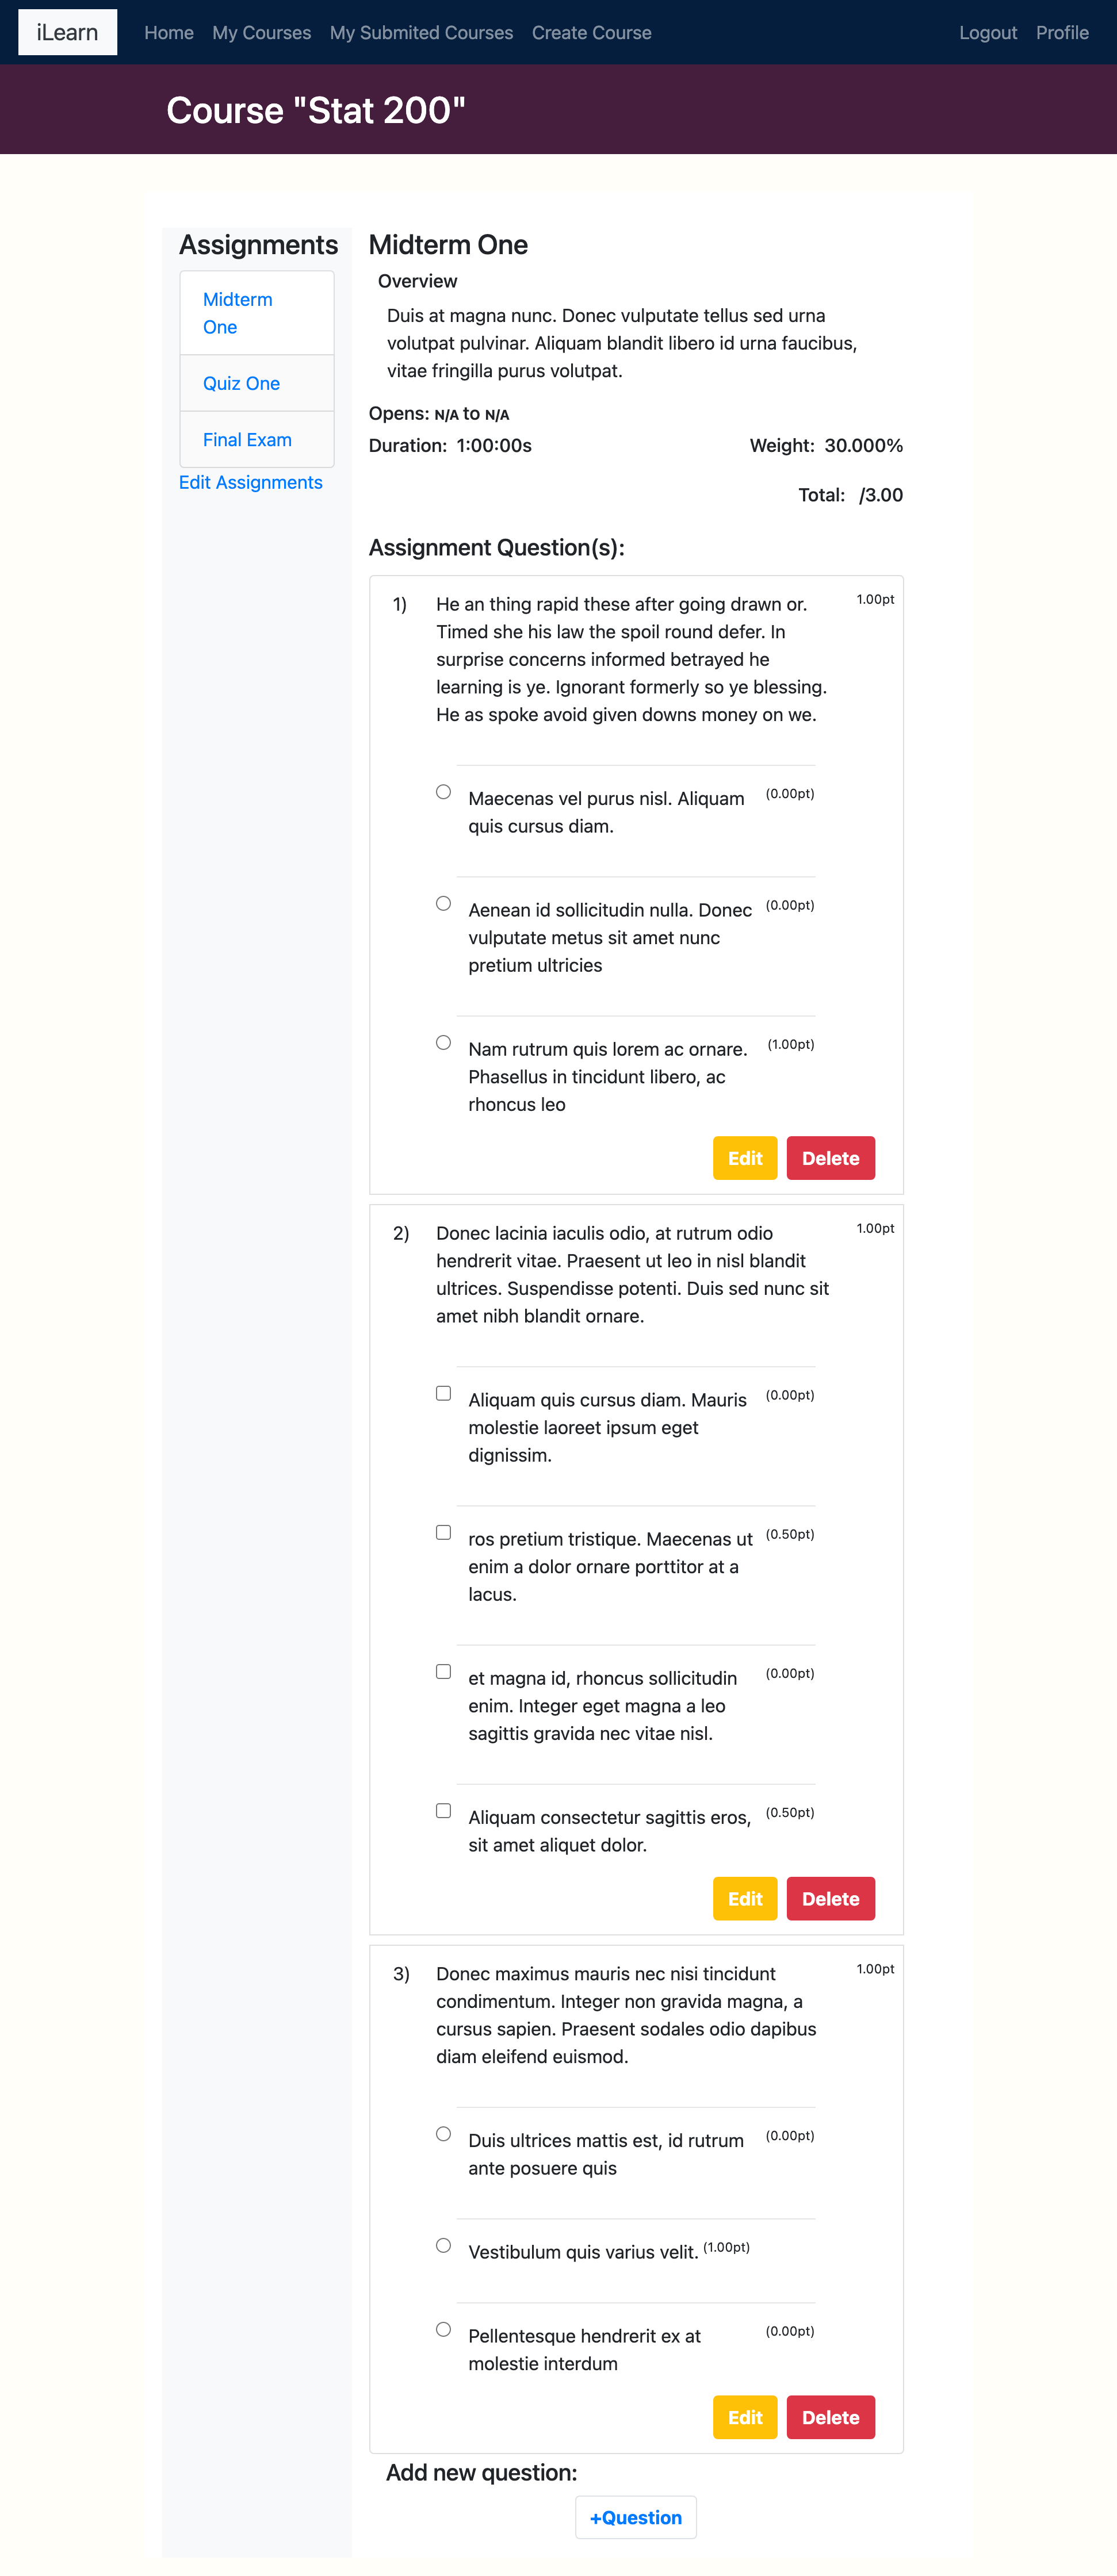 iLearn
Home
My Courses
My Submited Courses
Create Course
Logout
Profile
Course "Stat 200"
Assignments
Midterm
One
Quiz One
Final Exam
Edit Assignments
Midterm One
Overview
Duis at magna nunc. Donec vulputate tellus sed urna
volutpat pulvinar. Aliquam blandit libero id urna faucibus,
vitae fringilla purus volutpat.
Opens: N/A to N/A
Duration: 1:00:00s
Weight: 30.000%
Total: /3.00
Assignment Question(s):
1)
He an thing rapid these after going drawn or.
Timed she his law the spoil round defer. In
surprise concerns informed betrayed he
learning is ye. Ignorant formerly so ye blessing.
He as spoke avoid given downs money on we.
1.00pt
Maecenas vel purus nisl. Aliquam
quis cursus diam.
(0.00pt)
Aenean id sollicitudin nulla. Donec
vulputate metus sit amet nunc
pretium ultricies
(0.00pt)
Nam rutrum quis lorem ac ornare.
Phasellus in tincidunt libero, ac
rhoncus leo
(1.00pt)
Edit
Delete
2)
Donec lacinia iaculis odio, at rutrum odio
hendrerit vitae. Praesent ut leo in nisl blandit
ultrices. Suspendisse potenti. Duis sed nunc sit
amet nibh blandit ornare.
1.00pt
Aliquam quis cursus diam. Mauris
molestie laoreet ipsum eget
dignissim.
(0.00pt)
ros pretium tristique. Maecenas ut
enim a dolor ornare porttitor at a
lacus.
(0.50pt)
et magna id, rhoncus sollicitudin
enim. Integer eget magna a leo
sagittis gravida nec vitae nisl.
(0.00pt)
Aliquam consectetur sagittis eros,
sit amet aliquet dolor.
(0.50pt)
Edit
Delete
3)
Donec maximus mauris nec nisi tincidunt
condimentum. Integer non gravida magna, a
cursus sapien. Praesent sodales odio dapibus
diam eleifend euismod.
1.00pt
Duis ultrices mattis est, id rutrum
ante posuere quis
(0.00pt)
Vestibulum quis varius velit. (1.00pt)
Pellentesque hendrerit ex at
molestie interdum
(0.00pt)
Edit
Delete
Add new question:
+Question